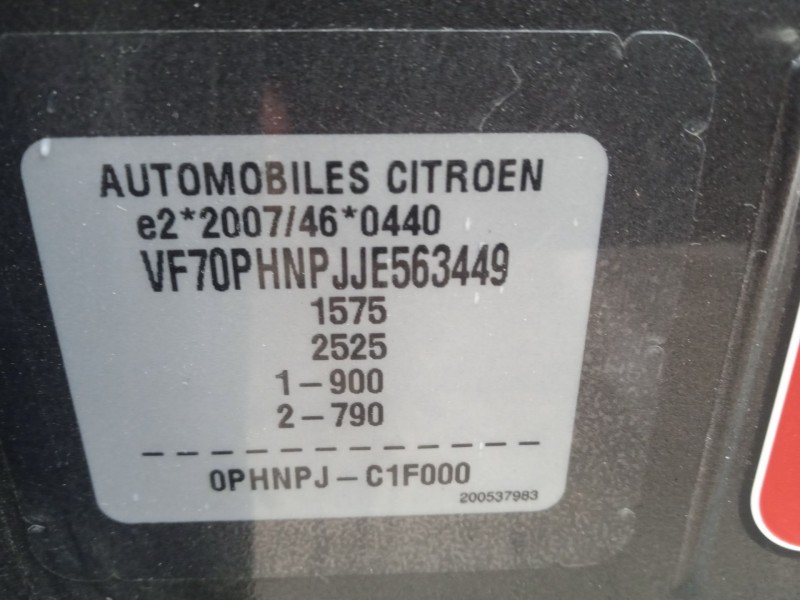 AUTOMOBILES CITROEN
e2*2007/46*0440
VF70PHNPJJE563449
1575
2525
1-900
2-790
0PHNPJ-C1F000
200537983